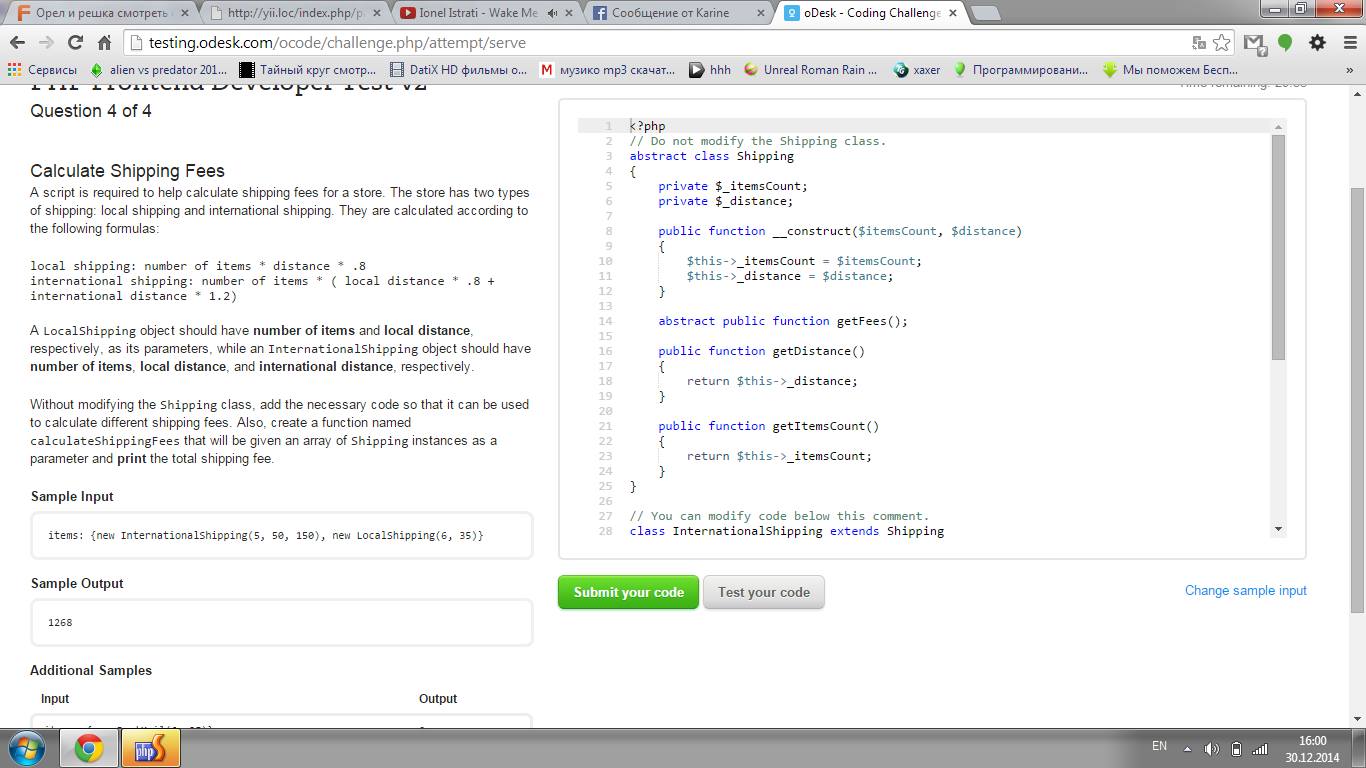 Орел и решка смотреть
http://yii.loc/index.php/p
Ionel Istrati - Wake Me
Сообщение от Karine
oDesk - Coding Challenge
testing.odesk.com/ocode/challenge.php/attempt/serve
Сервисы
alien vs predator 201...
Тайный круг смотр...
DatiX HD фильмы о...
музико mp3 скачат...
hhh
Unreal Roman Rain ...
xaxer
Программировани...
Мы поможем Бесп...
»
PHP Frontend Developer Test v2
Question 4 of 4
Calculate Shipping Fees
A script is required to help calculate shipping fees for a store. The store has two types
of shipping: local shipping and international shipping. They are calculated according to
the following formulas:
local shipping: number of items * distance * .8
international shipping: number of items * ( local distance * .8 +
international distance * 1.2)
A LocalShipping object should have number of items and local distance,
respectively, as its parameters, while an InternationalShipping object should have
number of items, local distance, and international distance, respectively.
Without modifying the Shipping class, add the necessary code so that it can be used
to calculate different shipping fees. Also, create a function named
calculateShippingFees that will be given an array of Shipping instances as a
parameter and print the total shipping fee.
Sample Input
items: {new InternationalShipping(5, 50, 150), new LocalShipping(6, 35)}
Sample Output
1268
Additional Samples
Input Output
Time remaining:
1 <?php
2 // Do not modify the Shipping class.
3 abstract class Shipping
4 {
5 private $_itemsCount;
6 private $_distance;
7
8 public function __construct($itemsCount, $distance)
9 {
10 $this->_itemsCount = $itemsCount;
11 $this->_distance = $distance;
12 }
13
14 abstract public function getFees();
15
16 public function getDistance()
17 {
18 return $this->_distance;
19 }
20
21 public function getItemsCount()
22 {
23 return $this->_itemsCount;
24 }
25 }
26
27 // You can modify code below this comment.
28 class InternationalShipping extends Shipping
Submit your code
Test your code
Change sample input
php
EN
16:00
30.12.2014